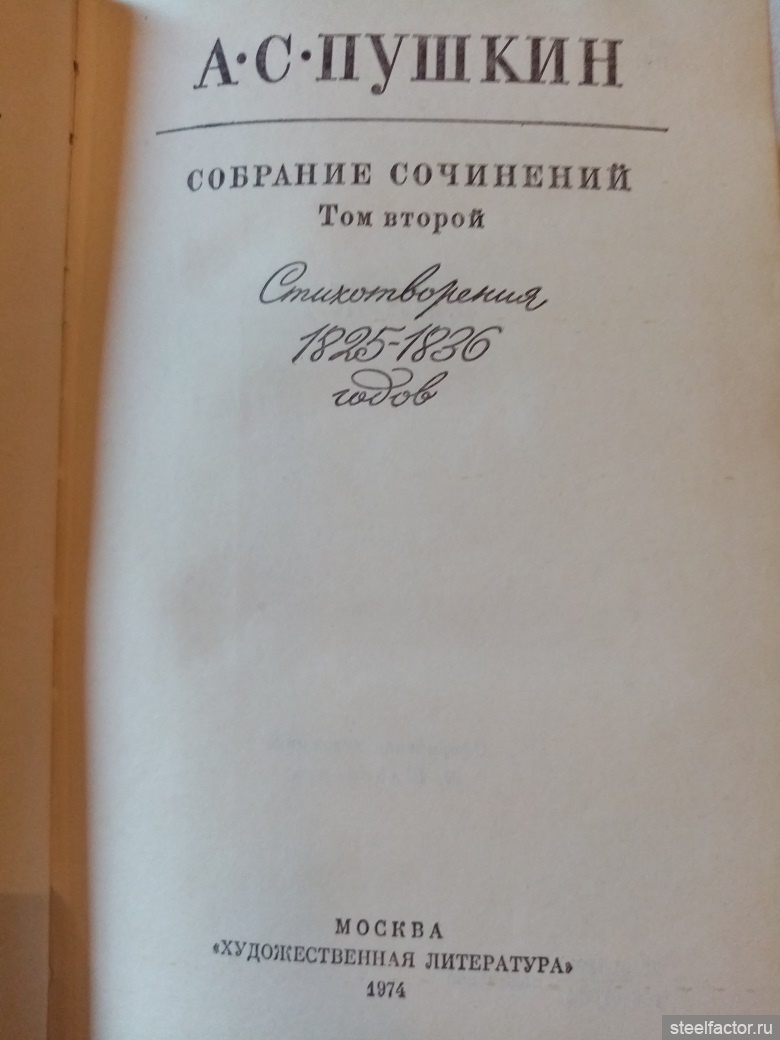 А·С·ПУШКИН
СОБРАНИЕ СОЧИНЕНИЙ
Том второй
Стихотворения
1825-1836
годов
МОСКВА
«ХУДОЖЕСТВЕННАЯ ЛИТЕРАТУРА»
1974
steelfactor.ru